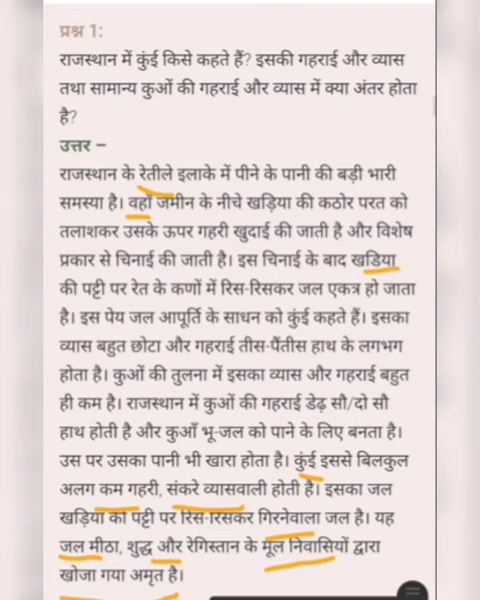 प्रश्न 1:
राजस्थान में कुंई किसे कहते हैं? इसकी गहराई और व्यास
तथा सामान्य कुओं की गहराई और व्यास में क्या अंतर होता
है?
उत्तर –
राजस्थान के रेतीले इलाके में पीने के पानी की बड़ी भारी
समस्या है। वहाँ जमीन के नीचे खड़िया की कठोर परत को
तलाशकर उसके ऊपर गहरी खुदाई की जाती है और विशेष
प्रकार से चिनाई की जाती है। इस चिनाई के बाद खड़िया
की पट्टी पर रेत के कणों में रिस-रिसकर जल एकत्र हो जाता
है। इस पेय जल आपूर्ति के साधन को कुंई कहते हैं। इसका
व्यास बहुत छोटा और गहराई तीस-पैंतीस हाथ के लगभग
होता है। कुओं की तुलना में इसका व्यास और गहराई बहुत
ही कम है। राजस्थान में कुओं की गहराई डेढ़ सौ/दो सौ
हाथ होती है और कुआँ भू-जल को पाने के लिए बनता है।
उस पर उसका पानी भी खारा होता है। कुंई इससे बिलकुल
अलग कम गहरी, संकरे व्यासवाली होती है। इसका जल
खड़िया की पट्टी पर रिस-रिसकर गिरनेवाला जल है। यह
जल मीठा, शुद्ध और रेगिस्तान के मूल निवासियों द्वारा
खोजा गया अमृत है।